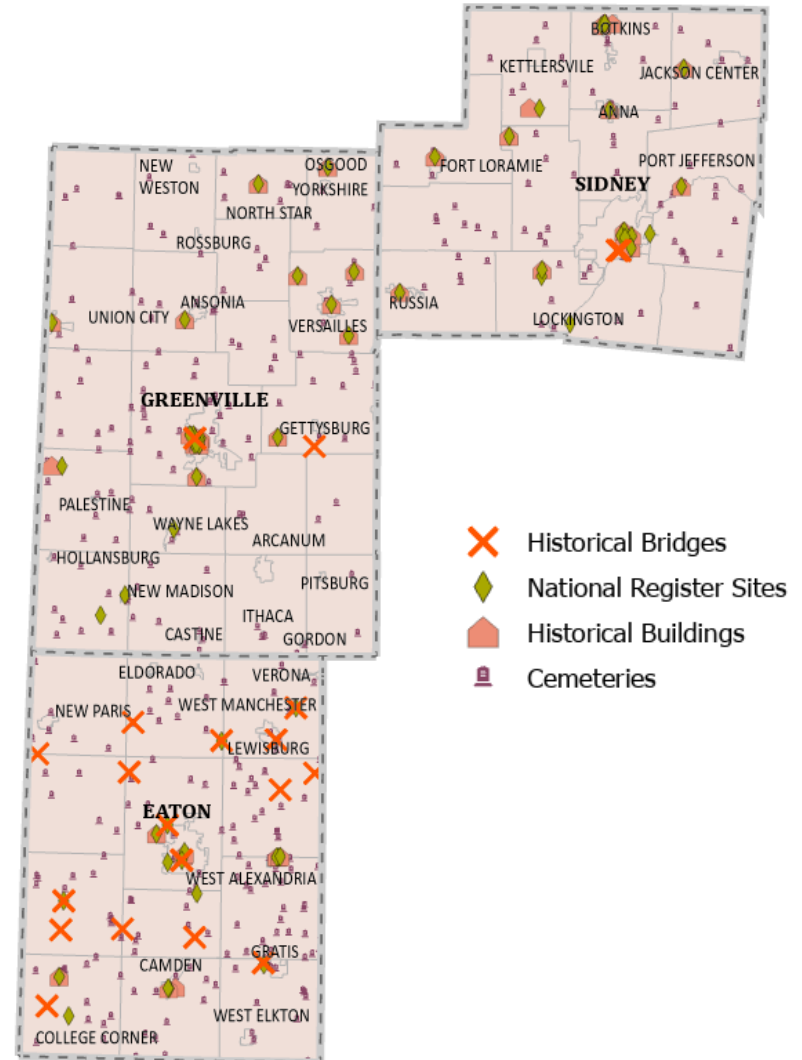 BOTKINS
KETTLERSVILE
JACKSON CENTER
ANNA
FORT LORAMIE
PORT JEFFERSON
SIDNEY
RUSSIA
LOCKINGTON
NEW
WESTON
OSGOOD
YORKSHIRE
NORTH STAR
ROSSBURG
ANSONIA
UNION CITY
VERSAILLES
GREENVILLE
GETTYSBURG
PALESTINE
WAYNE LAKES
ARCANUM
HOLLANSBURG
PITSBURG
NEW MADISON
ITHACA
CASTINE
GORDON
Historical Bridges
National Register Sites
Historical Buildings
Cemeteries
ELDORADO
VERONA
WEST MANCHESTER
NEW PARIS
LEWISBURG
EATON
WEST ALEXANDRIA
GRATIS
CAMDEN
WEST ELKTON
COLLEGE CORNER